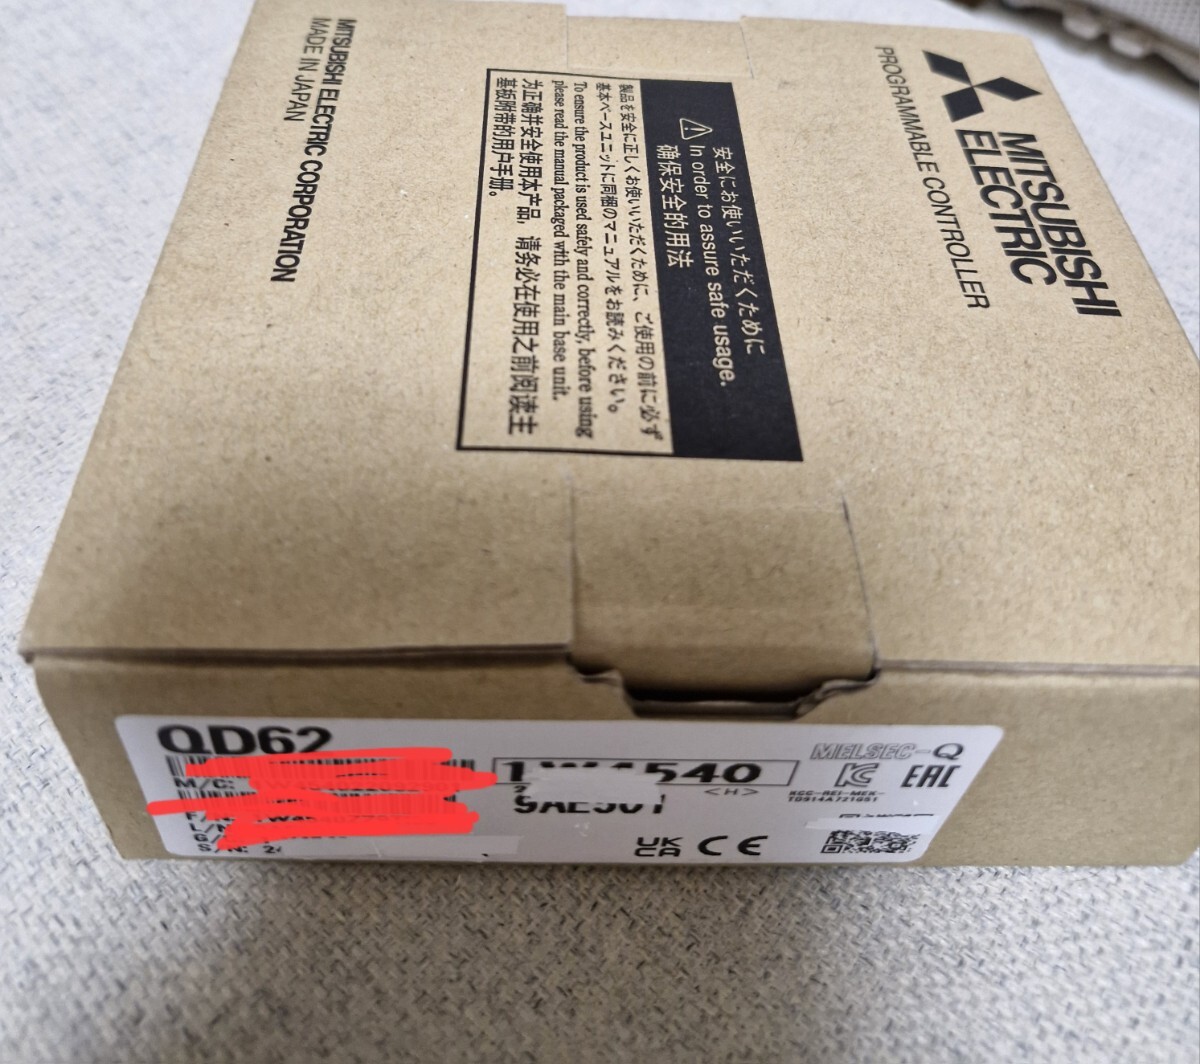 MITSUBISHI
ELECTRIC
PROGRAMMABLE CONTROLLER
安全にお使いいただくために
In order to assure safe usage.
确保安全的用法
製品を安全に正しくお使いいただくために、ご使用の前に必ず
基本ベースユニットに同梱のマニュアルをお読みください。
To ensure the product is used safely and correctly, before using
please read the manual packaged with the main base unit.
为正确并安全使用本产品，请务必在使用之前阅读主
基板附带的用户手册。
MITSUBISHI ELECTRIC CORPORATION
MADE IN JAPAN
QD62
MELSEC-Q
M/C:
540
<H>
KCC-REI-MEK-
TG914A721G51
EAC
L/N
S/N: 2
UK
CA CE